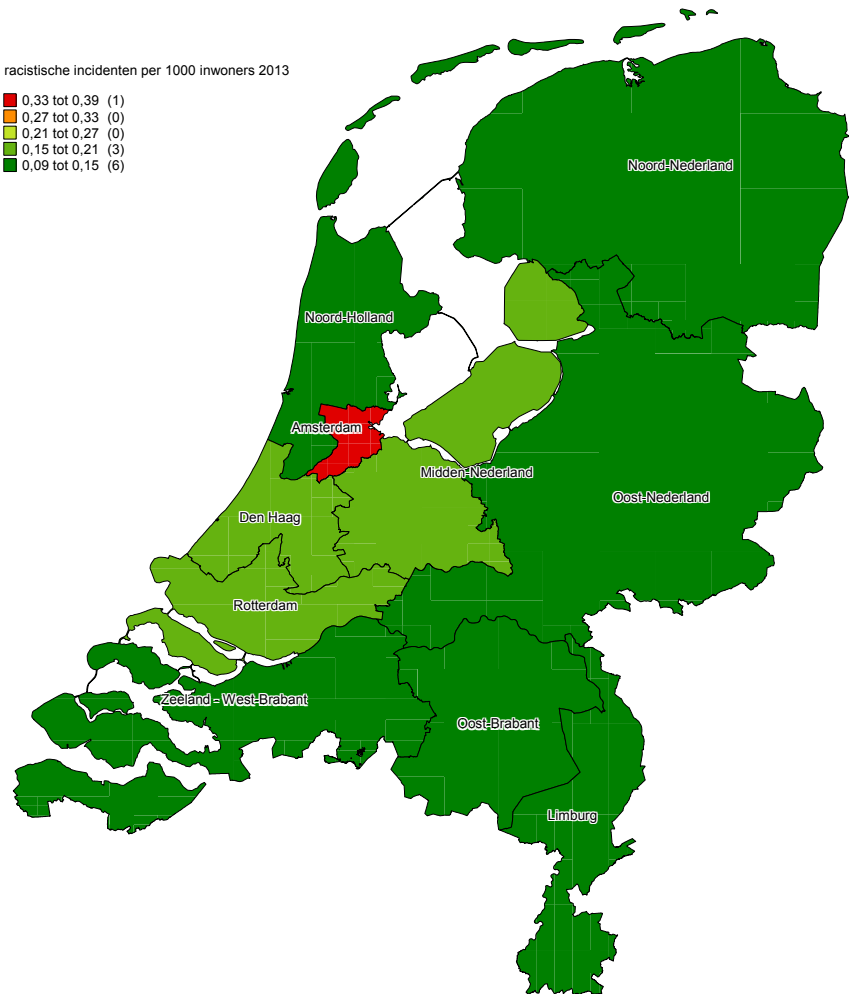 racistische incidenten per 1000 inwoners 2013
0,33 tot 0,39 (1)
0,27 tot 0,33 (0)
0,21 tot 0,27 (0)
0,15 tot 0,21 (3)
0,09 tot 0,15 (6)
Noord-Nederland
Noord-Holland
Amsterdam
Midden-Nederland
Oost-Nederland
Den Haag
Rotterdam
Zeeland - West-Brabant
Oost-Brabant
Limburg